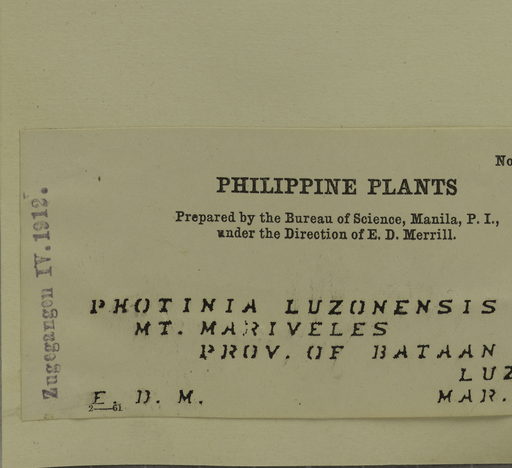 No
PHILIPPINE PLANTS
Prepared by the Bureau of Science, Manila, P. I.,
under the Direction of E. D. Merrill.
PHOTINIA LUZONENSIS
MT. MARIVELES
PROV. OF BATAAN
LUZ
E. D. M. MAR.
2—61
Zugegangen IV. 1912.